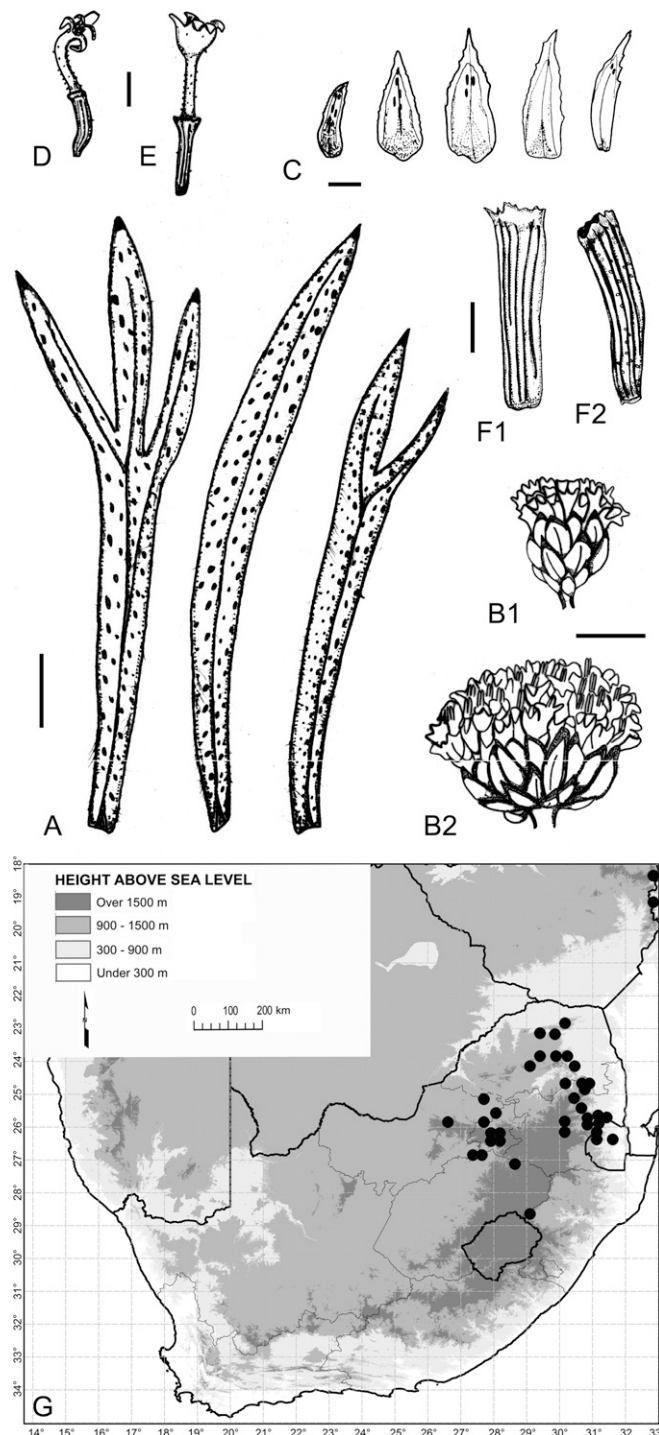 D
E
C
F1
F2
B1
A
B2
HEIGHT ABOVE SEA LEVEL
Over 1500 m
900 - 1500 m
300 - 900 m
Under 300 m
N
0 100 200 km
18°
19°
20°
21°
22°
23°
24°
25°
26°
27°
28°
29°
30°
31°
32°
33°
34°
G
14° 15° 16° 17° 18° 19° 20° 21° 22° 23° 24° 25° 26° 27° 28° 29° 30° 31° 32° 33°